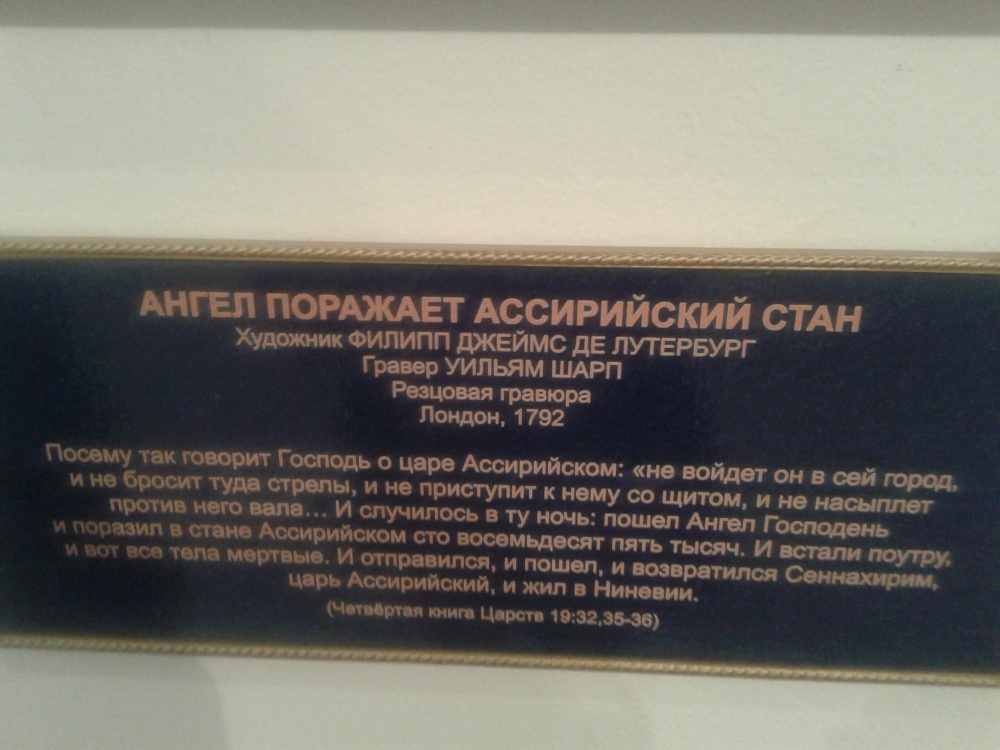 АНГЕЛ ПОРАЖАЕТ АССИРИЙСКИЙ СТАН
Художник ФИЛИПП ДЖЕЙМС ДЕ ЛУТЕРБУРГ
Гравер УИЛЬЯМ ШАРП
Резцовая гравюра
Лондон, 1792
Посему так говорит Господь о царе Ассирийском: «не войдет он в сей город,
и не бросит туда стрелы, и не приступит к нему со щитом, и не насыплет
против него вала... И случилось в ту ночь: пошел Ангел Господень
и поразил в стане Ассирийском сто восемьдесят пять тысяч. И встали поутру,
и вот все тела мертвые. И отправился, и пошел, и возвратился Сеннахирим,
царь Ассирийский, и жил в Ниневии.
(Четвёртая книга Царств 19:32,35-36)